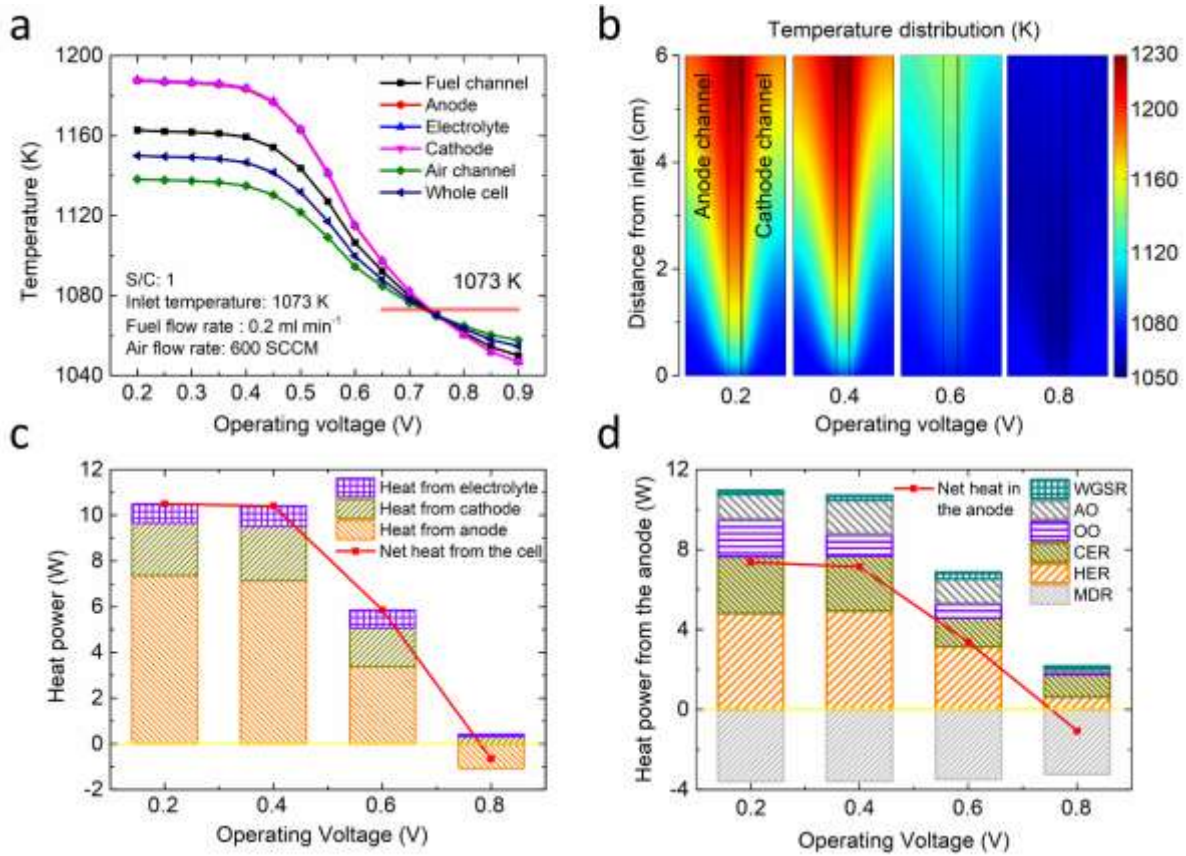 a
1200
1160
1120
1080
1040
Temperature (K)
Fuel channel
Anode
Electrolyte
Cathode
Air channel
Whole cell
1073 K
S/C: 1
Inlet temperature: 1073 K
Fuel flow rate : 0.2 ml min⁻¹
Air flow rate: 600 SCCM
0.2 0.3 0.4 0.5 0.6 0.7 0.8 0.9
Operating voltage (V)
b
Temperature distribution (K)
6
4
2
0
Distance from inlet (cm)
Anode channel
Cathode channel
1230
1200
1160
1120
1080
1050
0.2 0.4 0.6 0.8
Operating voltage (V)
c
12
10
8
6
4
2
0
-2
Heat power (W)
Heat from electrolyte
Heat from cathode
Heat from anode
Net heat from the cell
0.2 0.4 0.6 0.8
Operating Voltage (V)
d
12
8
4
0
-4
Heat power from the anode (W)
Net heat in
the anode
WGSR
AO
OO
CER
HER
MDR
0.2 0.4 0.6 0.8
Operating Voltage (V)